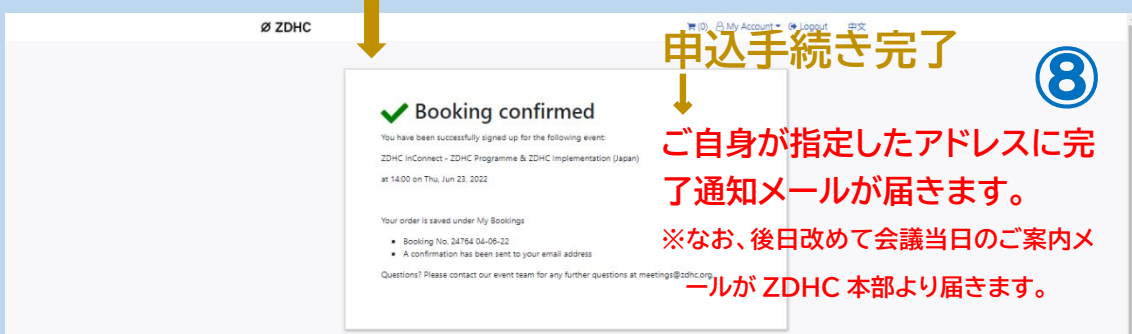 Ø ZDHC
(0) My Account Logout 中文
申込手続き完了
⑧
Booking confirmed
You have been successfully signed up for the following event:
ZDHC InConnect - ZDHC Programme & ZDHC Implementation (Japan)
at 14:00 on Thu, Jun 23, 2022
Your order is saved under My Bookings
Booking No. 24764 04-06-22
A confirmation has been sent to your email address
Questions? Please contact our event team for any further questions at meetings@zdhc.org.
ご自身が指定したアドレスに完
了通知メールが届きます。
※なお、後日改めて会議当日のご案内メ
ールが ZDHC 本部より届きます。